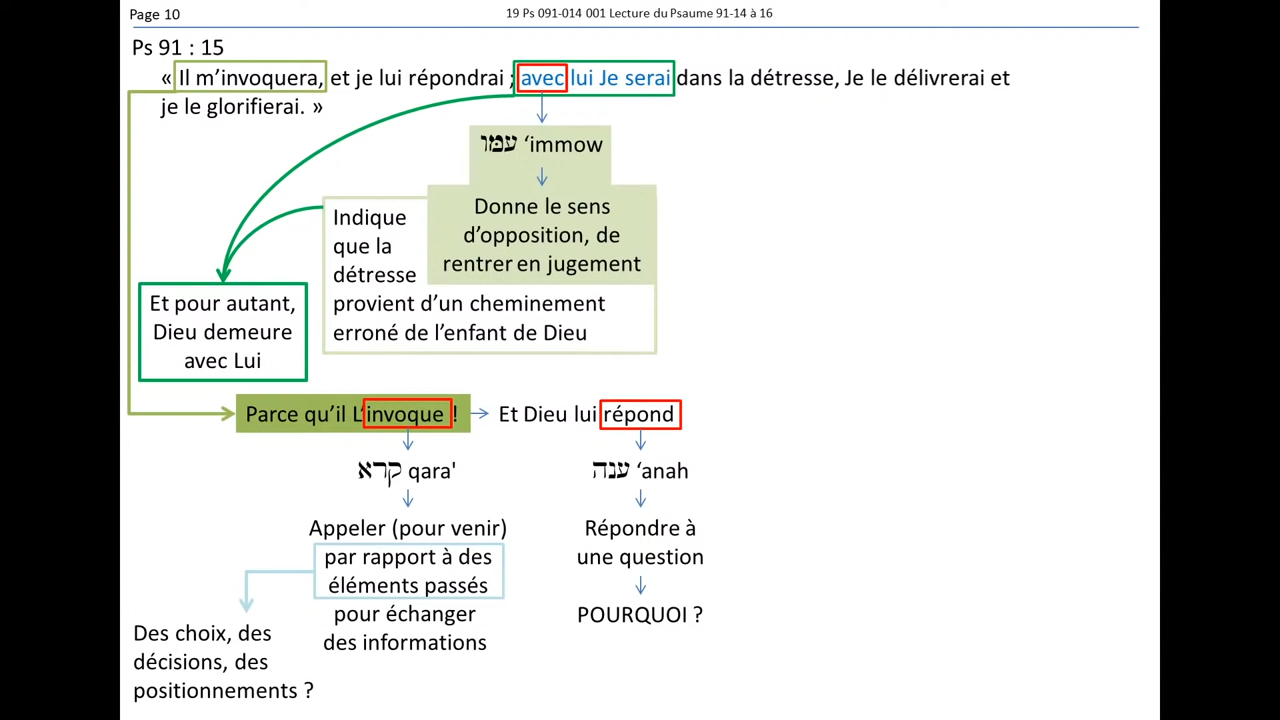 Page 10
19 Ps 091-014 001 Lecture du Psaume 91-14 à 16
Ps 91 : 15
« Il m’invoquera, et je lui répondrai ; avec lui Je serai dans la détresse, Je le délivrerai et
je le glorifierai. »
עמו ‘immow
Donne le sens
d’opposition, de
rentrer en jugement
Indique
que la
détresse
provient d’un cheminement
erroné de l’enfant de Dieu
Et pour autant,
Dieu demeure
avec Lui
Parce qu’il L’invoque !
Et Dieu lui répond
קרא qara'
ענה ‘anah
Appeler (pour venir)
par rapport à des
éléments passés
pour échanger
des informations
Répondre à
une question
POURQUOI ?
Des choix, des
décisions, des
positionnements ?